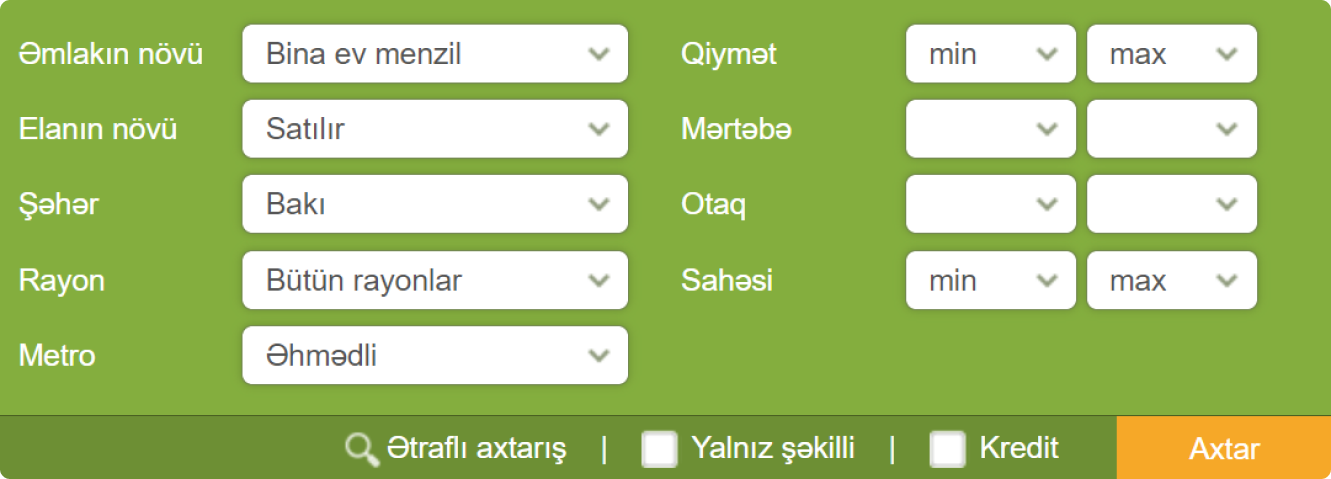 Əmlakın növü Bina ev menzil Qiymət min max
Elanın növü Satılır Mərtəbə
Şəhər Bakı Otaq
Rayon Bütün rayonlar Sahəsi min max
Metro Əhmədli
Ətraflı axtarış | Yalnız şəkilli | Kredit Axtar